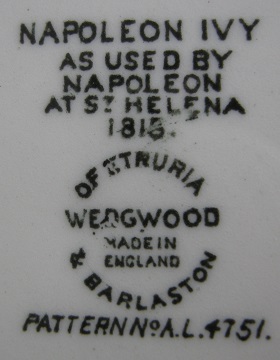 NAPOLEON IVY
AS USED BY
NAPOLEON
AT ST HELENA
1815.
OF ETRURIA
WEDGWOOD
MADE IN
ENGLAND
& BARLASTON
PATTERN No A.L. 4751.